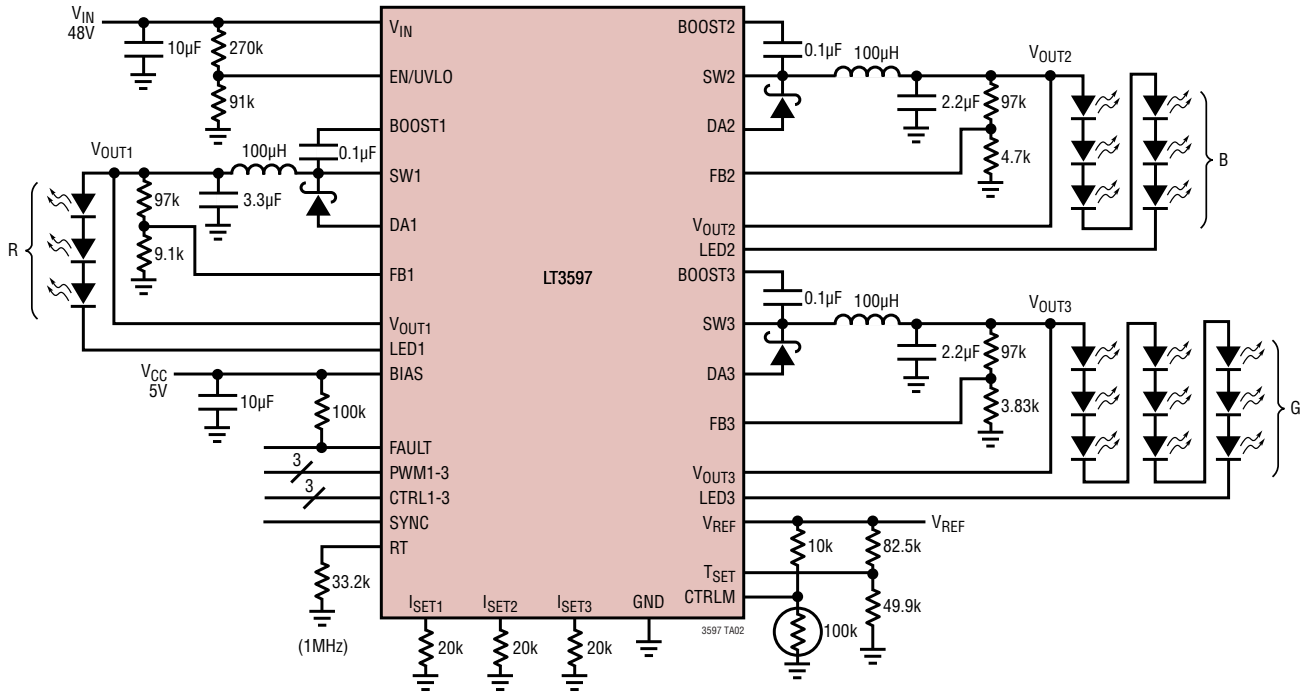 VIN
48V
10µF
270k
91k
VIN
EN/UVLO
BOOST1
VOUT1
100µH
0.1µF
SW1
97k
3.3µF
DA1
R
9.1k
FB1
VOUT1
LED1
VCC
5V
BIAS
10µF
100k
FAULT
3
PWM1-3
3
CTRL1-3
SYNC
RT
33.2k
(1MHz)
LT3597
ISET1
ISET2
ISET3
GND
20k
20k
20k
BOOST2
0.1µF
100µH
VOUT2
SW2
2.2µF
97k
DA2
4.7k
B
FB2
VOUT2
LED2
BOOST3
0.1µF
100µH
VOUT3
SW3
2.2µF
97k
DA3
3.83k
G
FB3
VOUT3
LED3
VREF
VREF
10k
82.5k
TSET
CTRLM
49.9k
100k
3597 TA02